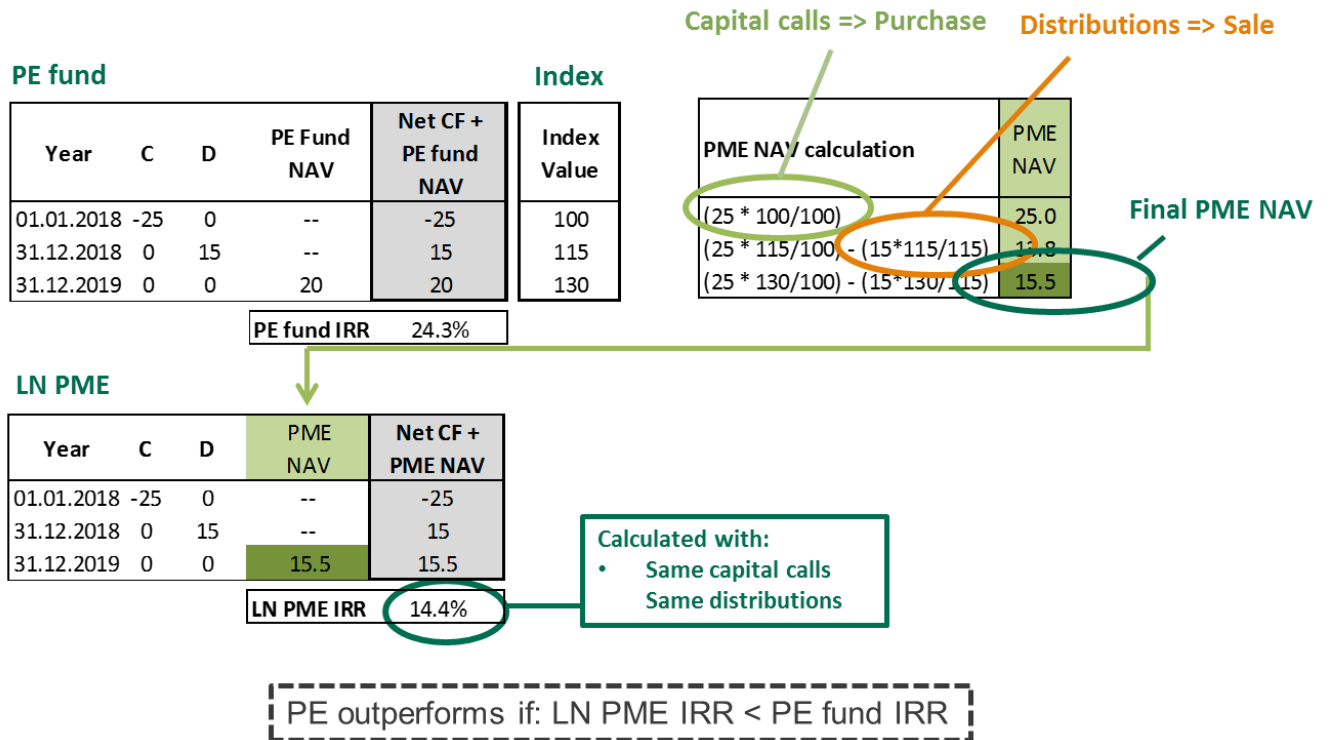 Capital calls => Purchase
Distributions => Sale
PE fund
Index
Year C D PE Fund NAV Net CF + PE fund NAV
01.01.2018 -25 0 -- -25
31.12.2018 0 15 -- 15
31.12.2019 0 0 20 20
PE fund IRR 24.3%
Index Value
100
115
130
PME NAV calculation PME NAV
(25 * 100/100) 25.0
(25 * 115/100) - (15*115/115) 13.8
(25 * 130/100) - (15*130/115) 15.5
Final PME NAV
LN PME
Year C D PME NAV Net CF + PME NAV
01.01.2018 -25 0 -- -25
31.12.2018 0 15 -- 15
31.12.2019 0 0 15.5 15.5
LN PME IRR 14.4%
Calculated with:
• Same capital calls
Same distributions
PE outperforms if: LN PME IRR < PE fund IRR